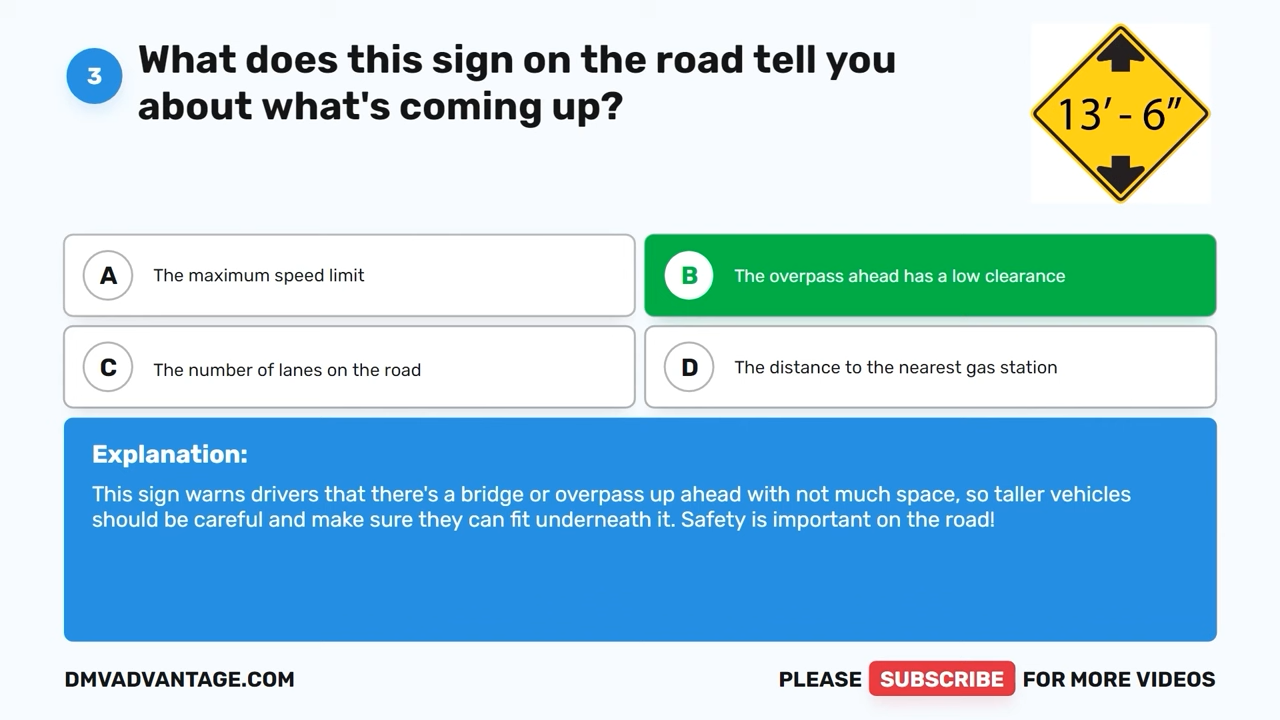 3
What does this sign on the road tell you
about what's coming up?
13’ - 6”
A
The maximum speed limit
B
The overpass ahead has a low clearance
C
The number of lanes on the road
D
The distance to the nearest gas station
Explanation:
This sign warns drivers that there's a bridge or overpass up ahead with not much space, so taller vehicles
should be careful and make sure they can fit underneath it. Safety is important on the road!
DMVADVANTAGE.COM
PLEASE SUBSCRIBE FOR MORE VIDEOS